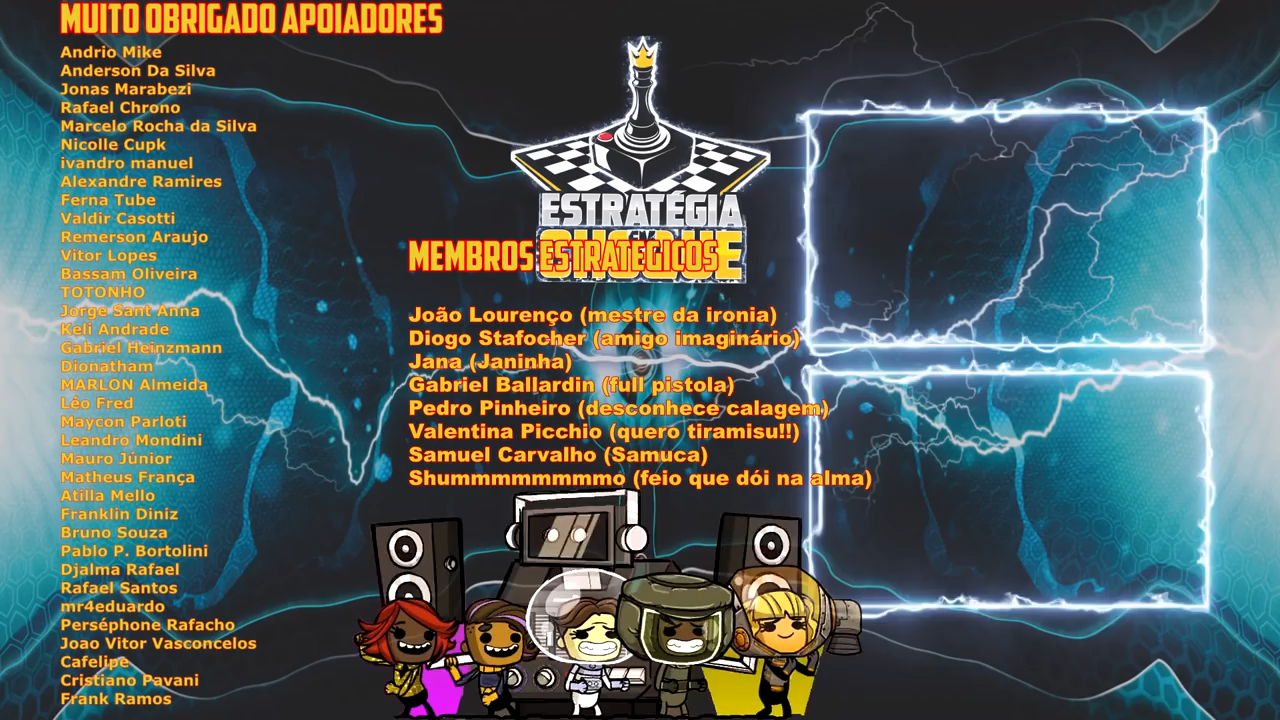 MUITO OBRIGADO APOIADORES
Andrio Mike
Anderson Da Silva
Jonas Marabezi
Rafael Chrono
Marcelo Rocha da Silva
Nicolle Cupk
ivandro manuel
Alexandre Ramires
Ferna Tube
Valdir Casotti
Remerson Araujo
Vitor Lopes
Bassam Oliveira
TOTONHO
Jorge Sant Anna
Keli Andrade
Gabriel Heinzmann
Dionatham
MARLON Almeida
Lêo Fred
Maycon Parloti
Leandro Mondini
Mauro Júnior
Matheus França
Atilla Mello
Franklin Diniz
Bruno Souza
Pablo P. Bortolini
Djalma Rafael
Rafael Santos
mr4eduardo
Perséphone Rafacho
Joao Vitor Vasconcelos
Cafelipe
Cristiano Pavani
Frank Ramos
ESTRATÉGIA
CHOQUE
MEMBROS ESTRATEGICOS
João Lourenço (mestre da ironia)
Diogo Stafocher (amigo imaginário)
Jana (Janinha)
Gabriel Ballardin (full pistola)
Pedro Pinheiro (desconhece calagem)
Valentina Picchio (quero tiramisu!!)
Samuel Carvalho (Samuca)
Shummmmmmmmo (feio que dói na alma)